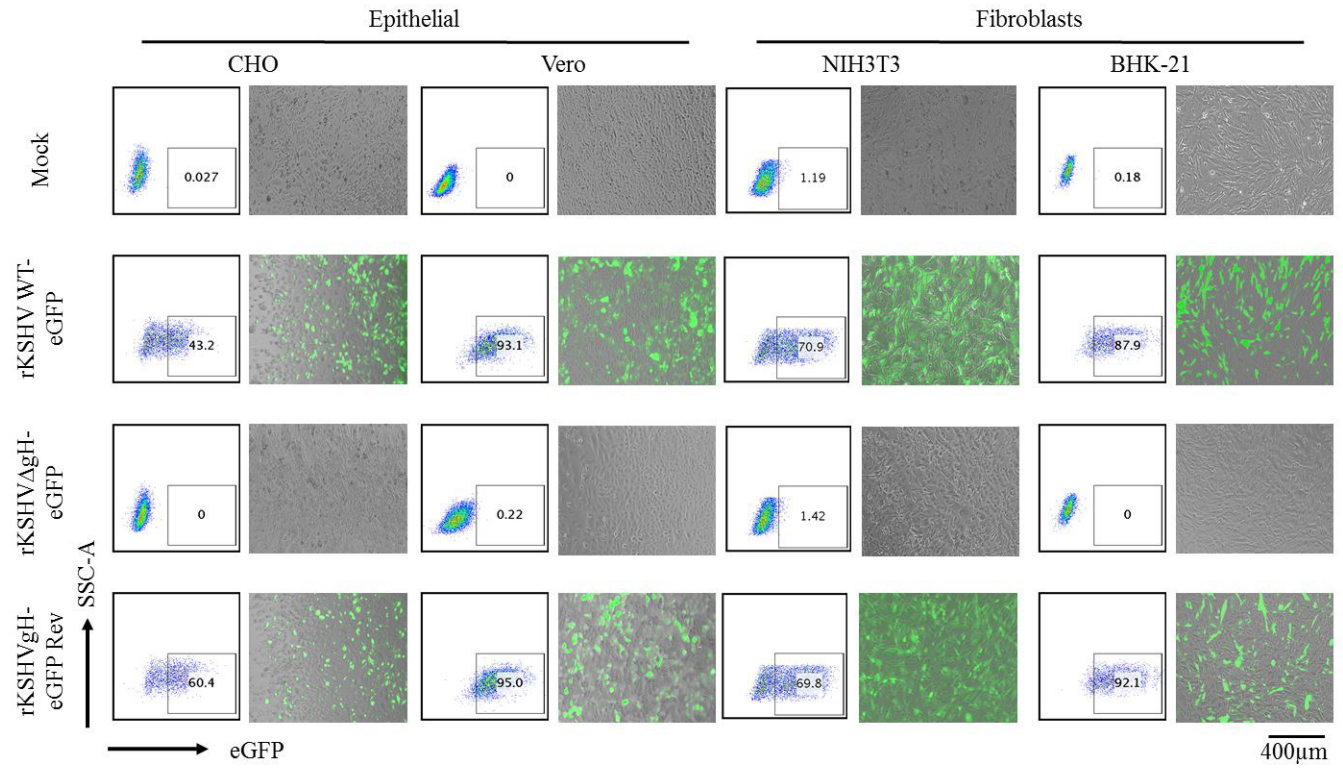 Epithelial
Fibroblasts
CHO
Vero
NIH3T3
BHK-21
Mock
0.027
0
1.19
0.18
rKSHV WT-
eGFP
43.2
93.1
70.9
87.9
rKSHVΔgH-
eGFP
0
0.22
1.42
0
rKSHVgH-
eGFP Rev
SSC-A
60.4
95.0
69.8
92.1
eGFP
400µm